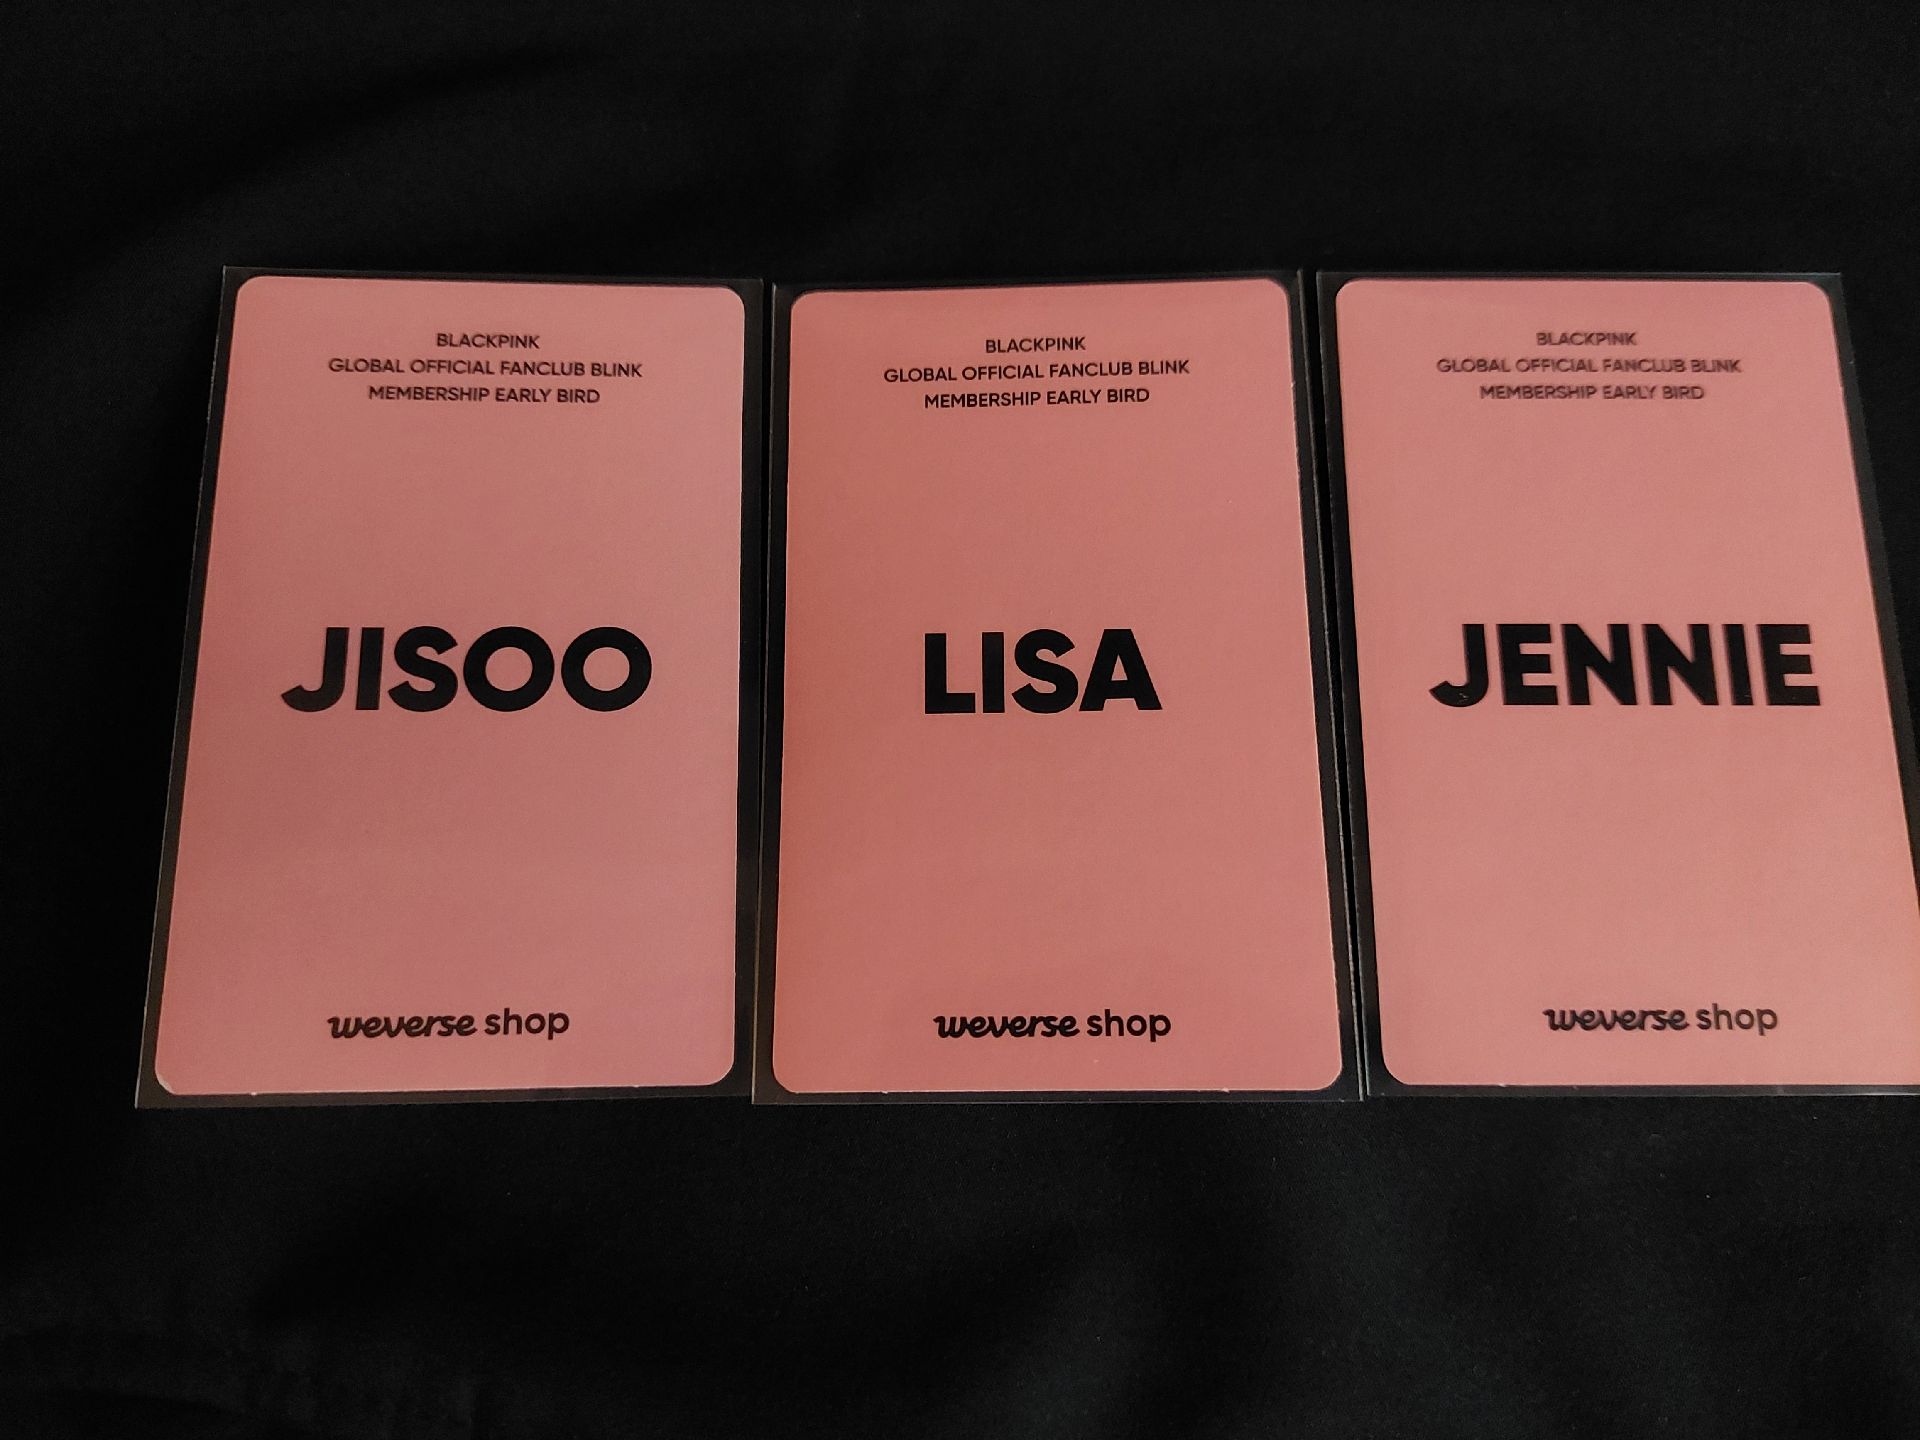 BLACKPINK
GLOBAL OFFICIAL FANCLUB BLINK
MEMBERSHIP EARLY BIRD
JISOO
weverse shop
BLACKPINK
GLOBAL OFFICIAL FANCLUB BLINK
MEMBERSHIP EARLY BIRD
LISA
weverse shop
BLACKPINK
GLOBAL OFFICIAL FANCLUB BLINK
MEMBERSHIP EARLY BIRD
JENNIE
weverse shop